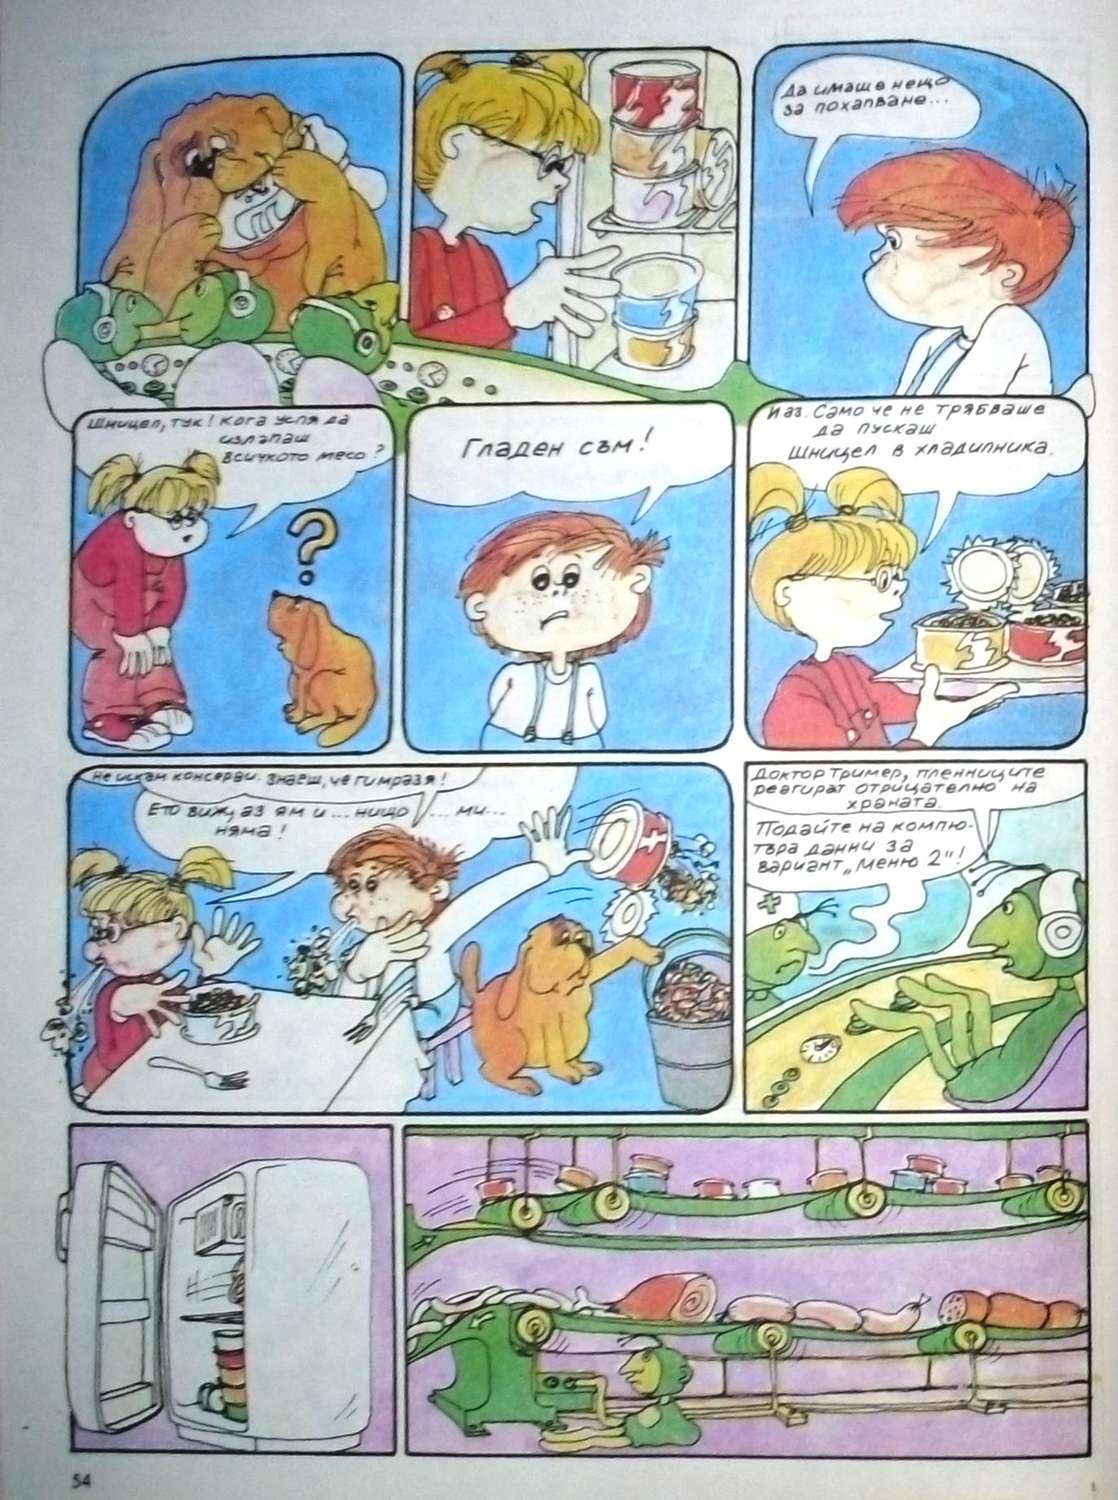 Да имаше нещо
за похапване...
Шницел, тук! Кога успя да
излапаш
всичкото месо?
Гладен съм!
И аз. Само че не трябваше
да пускаш
Шницел в хладилника.
Не искам консерви. Знаеш, че ги мразя!
Ето виж, аз ям и... нищо... ми...
няма!
Доктор Тример, пленниците
реагират отрицателно на
храната.
Подайте на компю-
търа данни за
вариант „Меню 2"!
54